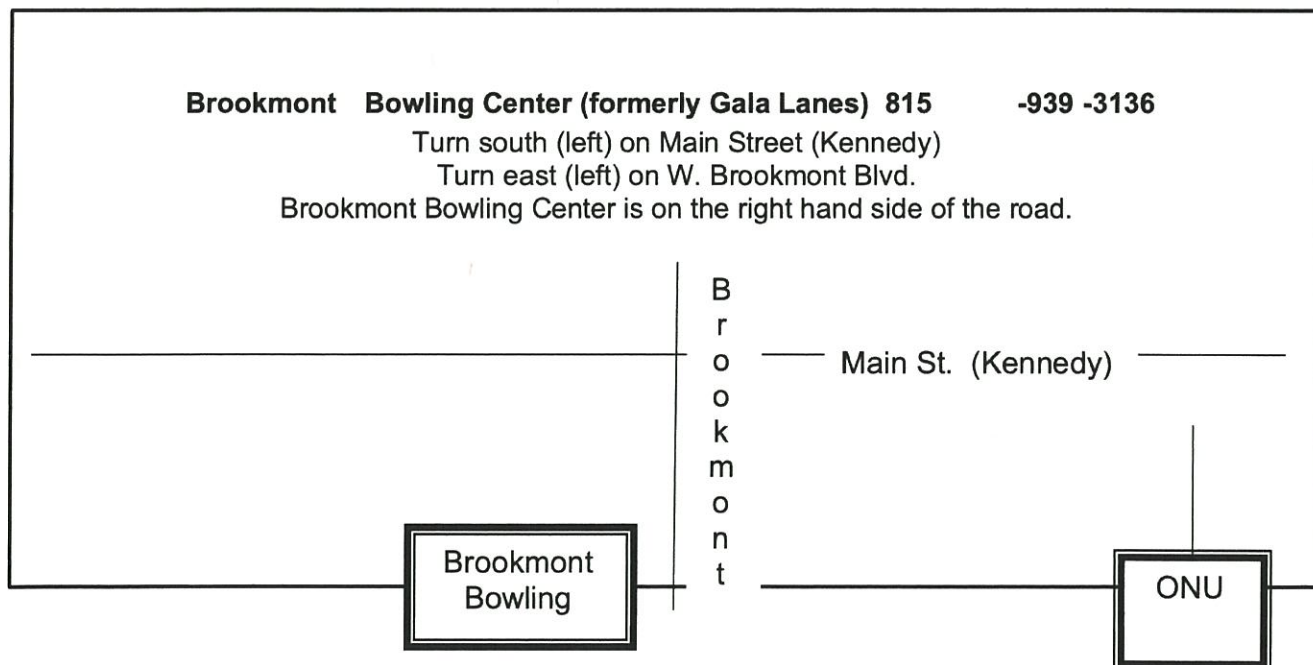 Brookmont Bowling Center (formerly Gala Lanes) 815 -939 -3136
Turn south (left) on Main Street (Kennedy)
Turn east (left) on W. Brookmont Blvd.
Brookmont Bowling Center is on the right hand side of the road.
Brookmont
Main St. (Kennedy)
Brookmont
Bowling
ONU